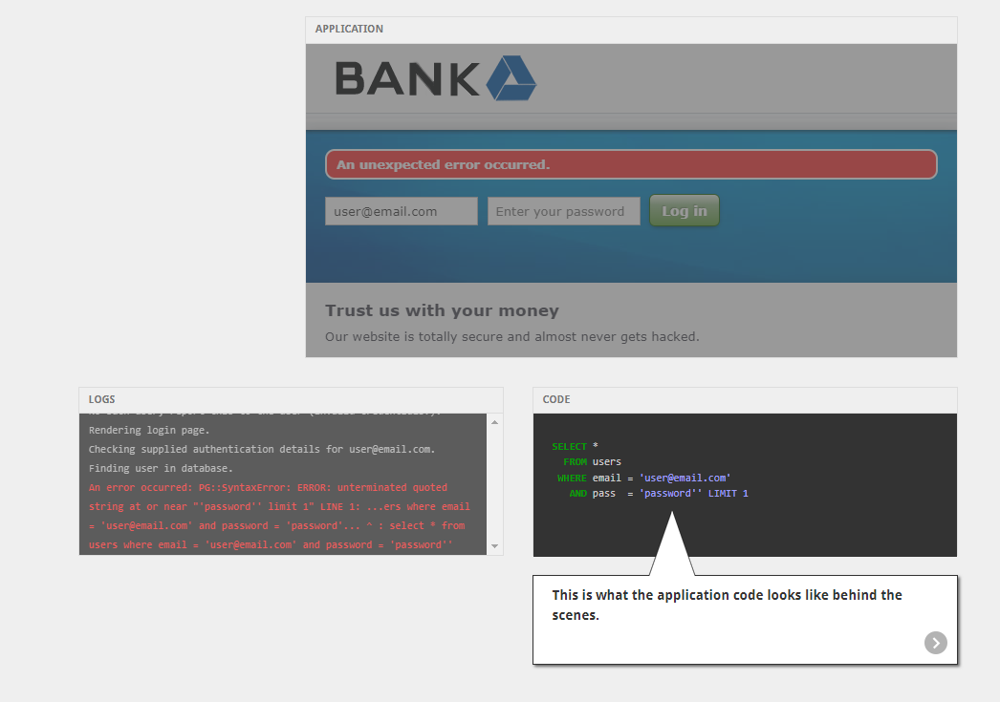 APPLICATION
BANK
An unexpected error occurred.
user@email.com
Enter your password
Log in
Trust us with your money
Our website is totally secure and almost never gets hacked.
LOGS
Rendering login page.
Checking supplied authentication details for user@email.com.
Finding user in database.
An error occurred: PG::SyntaxError: ERROR: unterminated quoted
string at or near "'password'' limit 1" LINE 1: ...ers where email
= 'user@email.com' and password = 'password'... ^ : select * from
users where email = 'user@email.com' and password = 'password''
CODE
SELECT *
FROM users
WHERE email = 'user@email.com'
AND pass = 'password'' LIMIT 1
This is what the application code looks like behind the
scenes.